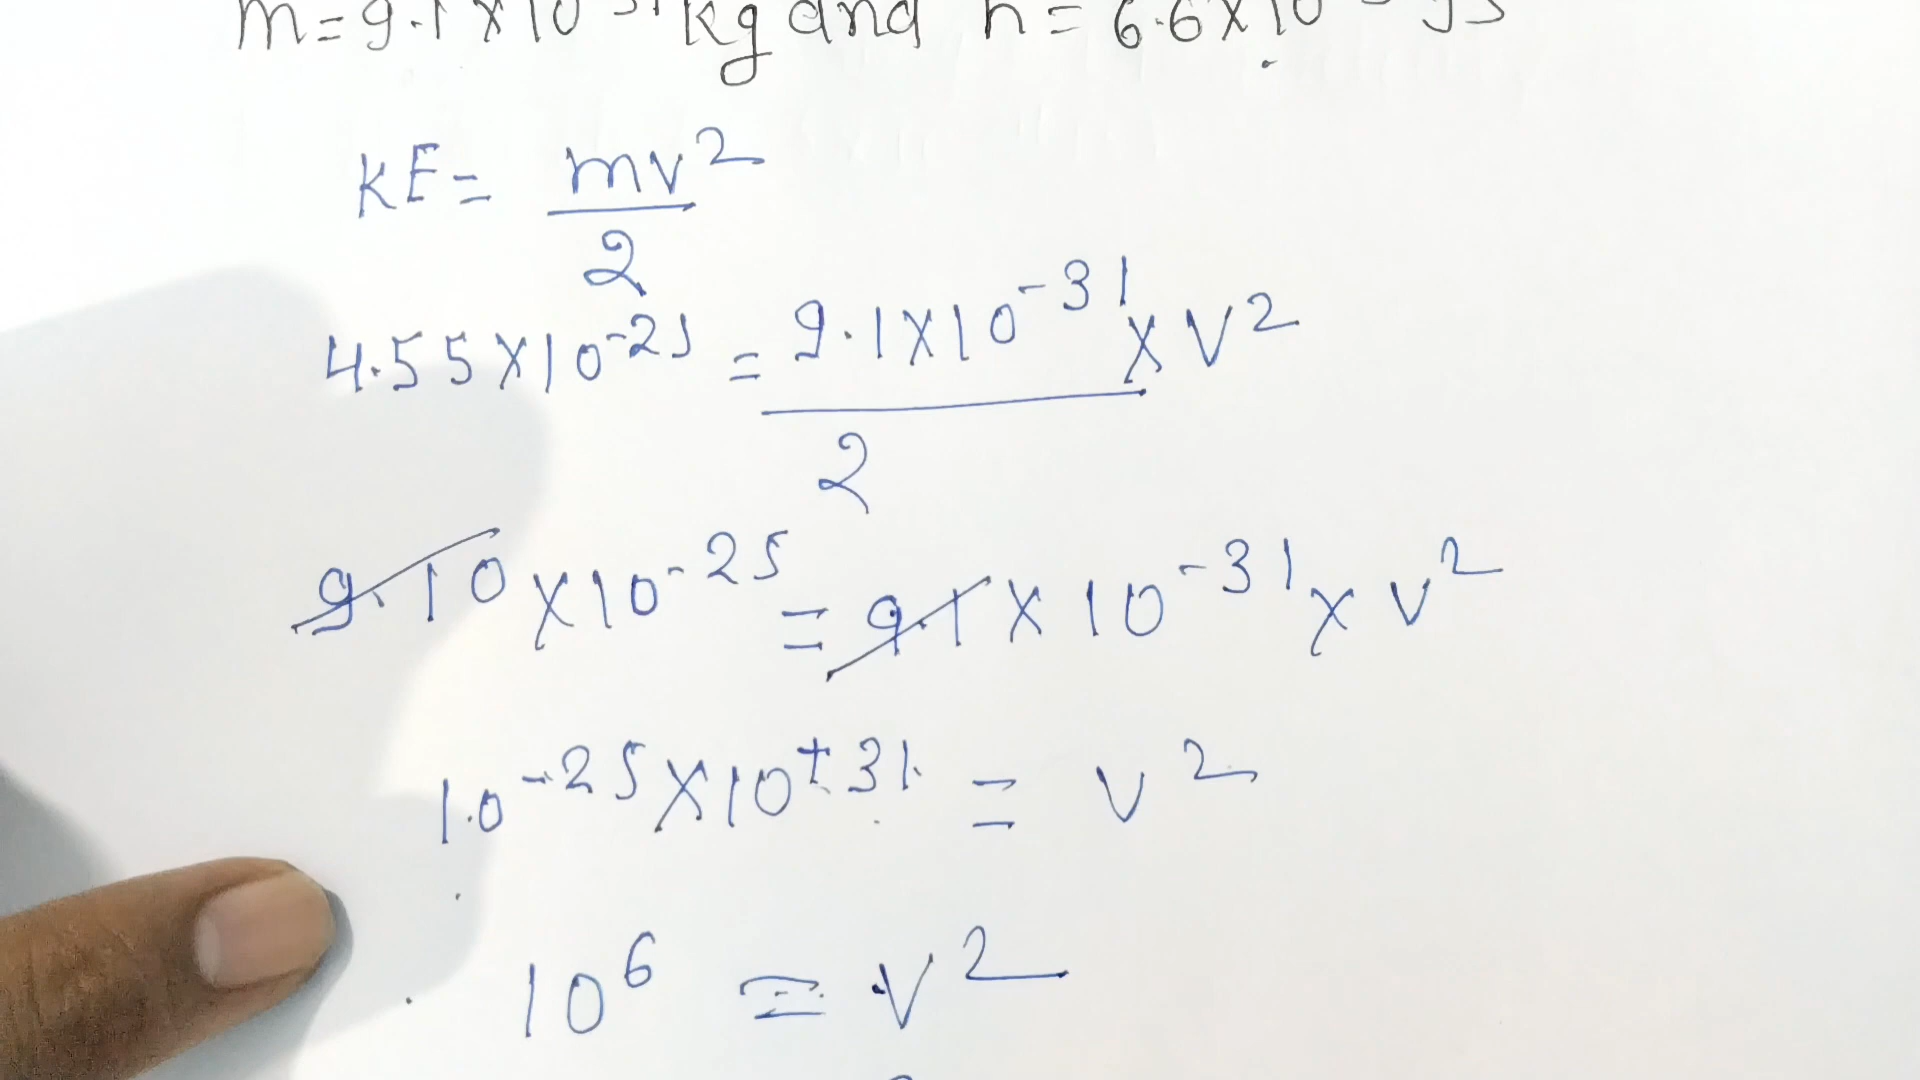 m=9.1×10⁻³¹ kg and h=6.6×10 Js
KE= mv²
2
4.55×10⁻²⁵ = 9.1×10⁻³¹×v²
2
9.10×10⁻²⁵ = 9.1×10⁻³¹×v²
10⁻²⁵×10⁺³¹ = v²
10⁶ = v²